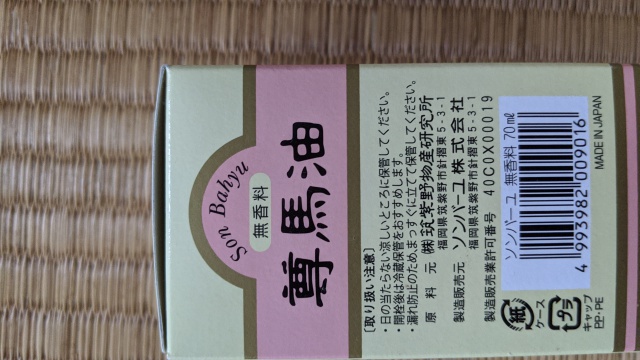 Son Bahyu
無香料
尊馬油
〔取り扱い注意〕
・日の当たらない涼しいところに保管してください。
・開栓後は冷蔵保管をおすすめします。
・漏れ防止のため、まっすぐに立てて保管してください。
原料元 ㈱筑紫野物産研究所
福岡県筑紫野市針摺東5-3-1
製造販売元 ソンバーユ株式会社
福岡県筑紫野市針摺東5-3-1
製造販売業許可番号 40C0X00019
ソンバーユ 無香料 70㎖
4 993982 009016
MADE IN JAPAN
紙
ケース
プラ
キャップ
PP・PE